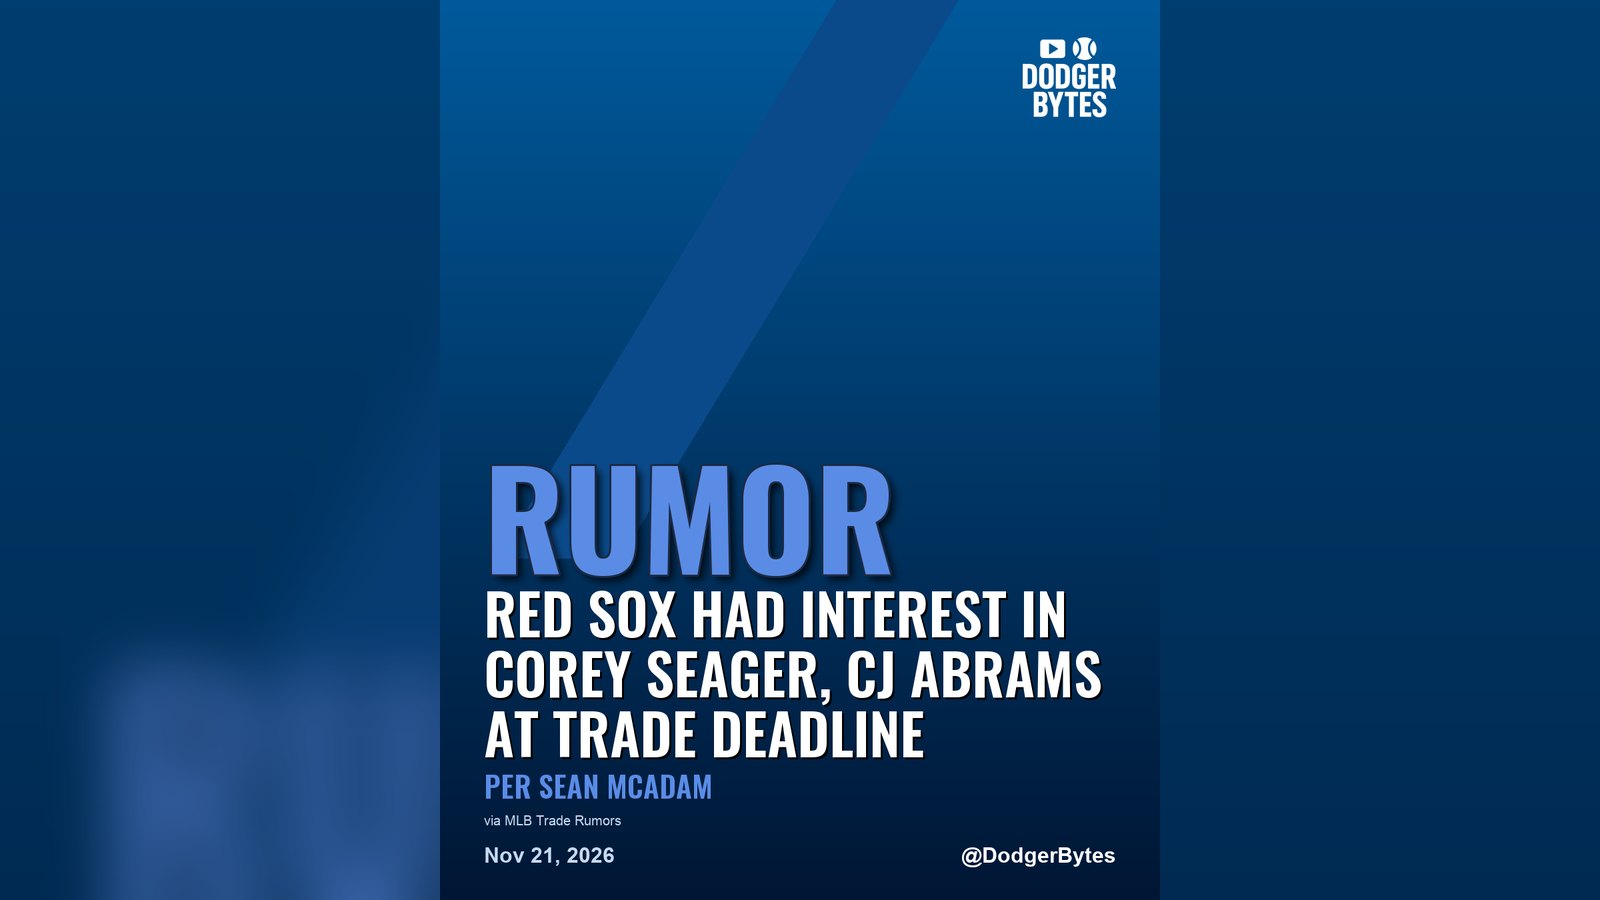 DODGER
BYTES
RUMOR
RED SOX HAD INTEREST IN
COREY SEAGER, CJ ABRAMS
AT TRADE DEADLINE
PER SEAN MCADAM
via MLB Trade Rumors
Nov 21, 2026
@DodgerBytes